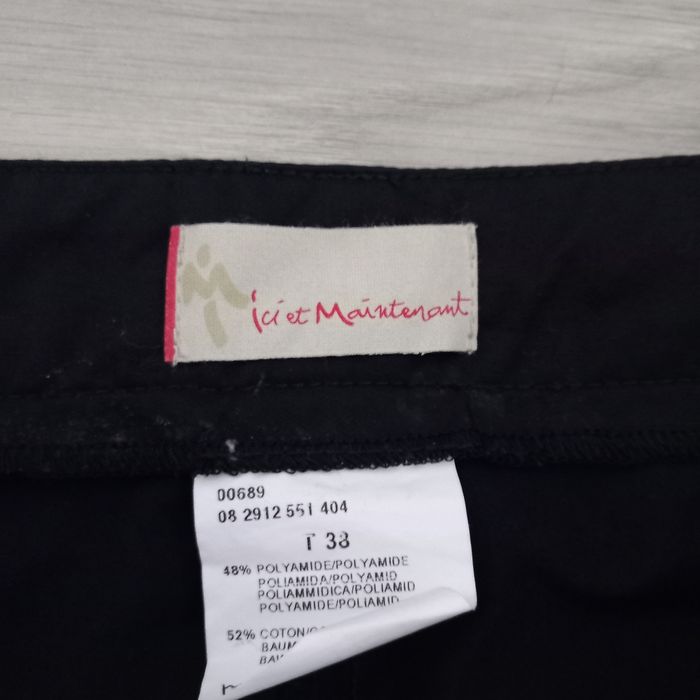 ici et Maintenant
00689
08 2912 551 404
T 38
48% POLYAMIDE/POLYAMIDE
POLIAMIDA/POLYAMID
POLIAMMIDICA/POLIAMID
POLYAMIDE/POLIAMID
52% COTON/
BAUM